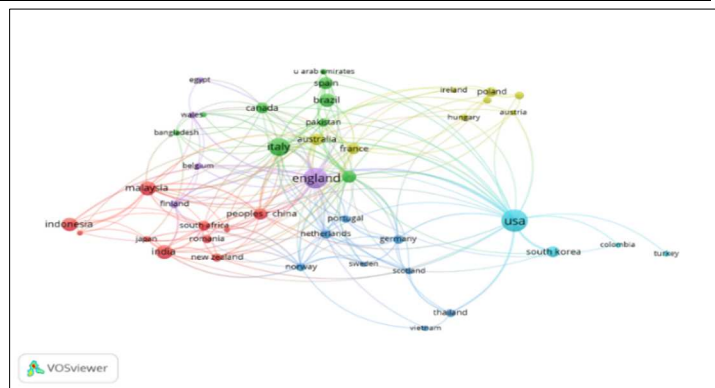 u arab emirates
spain
egypt
ireland
poland
brazil
canada
wales
hungary
austria
pakistan
bangladesh
australia
italy
france
belgium
england
malaysia
finland
peoples r china
portugal
usa
indonesia
south africa
netherlands
japan
romania
germany
colombia
india
new zealand
south korea
turkey
norway
sweden
scotland
thailand
vietnam
VOSviewer